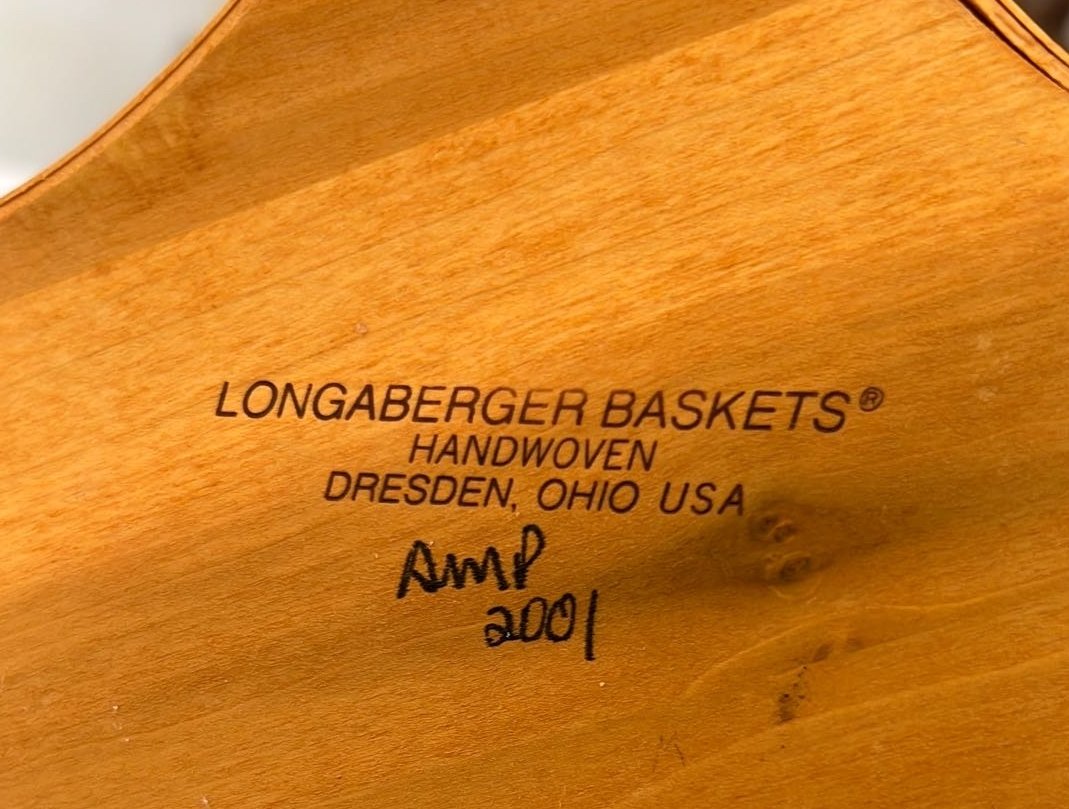 LONGABERGER BASKETS®
HANDWOVEN
DRESDEN, OHIO USA
AMP
2001